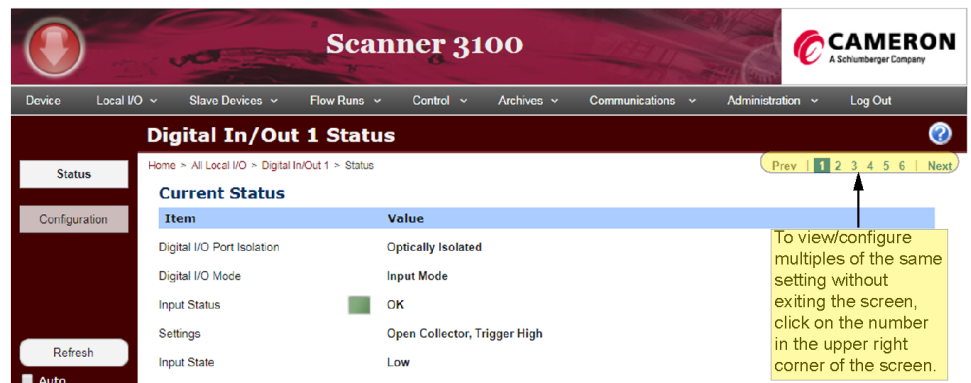 Scanner 3100
CAMERON
A Schlumberger Company
Device Local I/O Slave Devices Flow Runs Control Archives Communications Administration Log Out
Digital In/Out 1 Status
Status
Configuration
Refresh
Auto
Home > All Local I/O > Digital In/Out 1 > Status
Prev | 1 2 3 4 5 6 | Next
Current Status
Item Value
Digital I/O Port Isolation Optically Isolated
Digital I/O Mode Input Mode
Input Status OK
Settings Open Collector, Trigger High
Input State Low
To view/configure
multiples of the same
setting without
exiting the screen,
click on the number
in the upper right
corner of the screen.